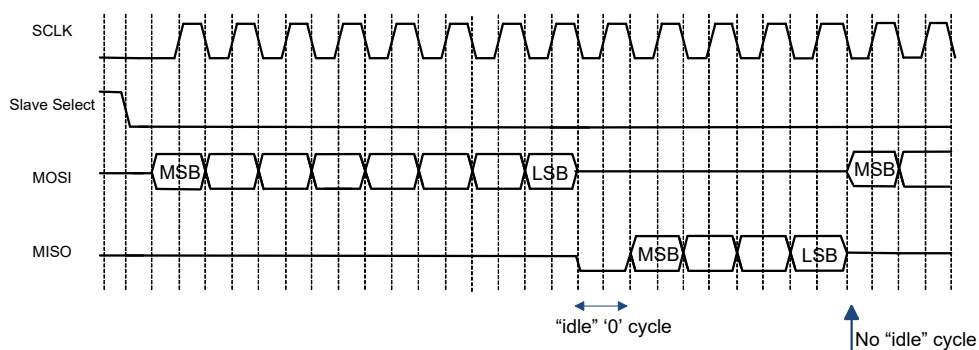 SCLK
Slave Select
MOSI
MSB
LSB
MSB
MISO
MSB
LSB
“idle” ‘0’ cycle
No “idle” cycle